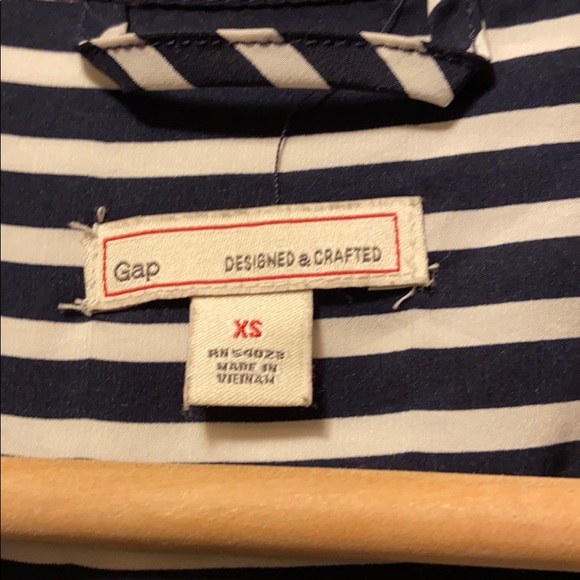 Gap DESIGNED & CRAFTED
XS
RN 54023
MADE IN
VIETNAM